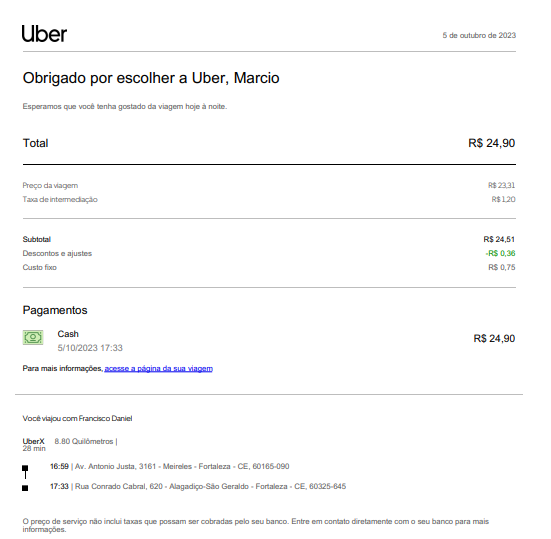 Uber
5 de outubro de 2023
Obrigado por escolher a Uber, Marcio
Esperamos que você tenha gostado da viagem hoje à noite.
Total R$ 24,90
Preço da viagem R$ 23,31
Taxa de intermediação R$ 1,20
Subtotal R$ 24,51
Descontos e ajustes -R$ 0,36
Custo fixo R$ 0,75
Pagamentos
Cash R$ 24,90
5/10/2023 17:33
Para mais informações, acesse a página da sua viagem
Você viajou com Francisco Daniel
UberX 8.80 Quilômetros |
28 min
16:59 | Av. Antonio Justa, 3161 - Meireles - Fortaleza - CE, 60165-090
17:33 | Rua Conrado Cabral, 620 - Alagadiço-São Geraldo - Fortaleza - CE, 60325-645
O preço de serviço não inclui taxas que possam ser cobradas pelo seu banco. Entre em contato diretamente com o seu banco para mais
informações.